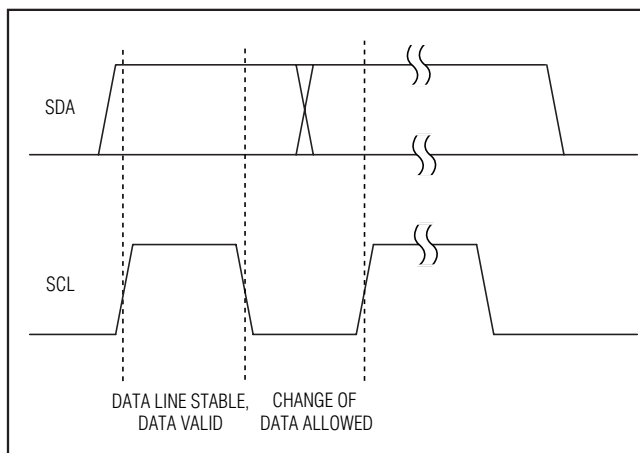 SDA
SCL
DATA LINE STABLE,
DATA VALID
CHANGE OF
DATA ALLOWED